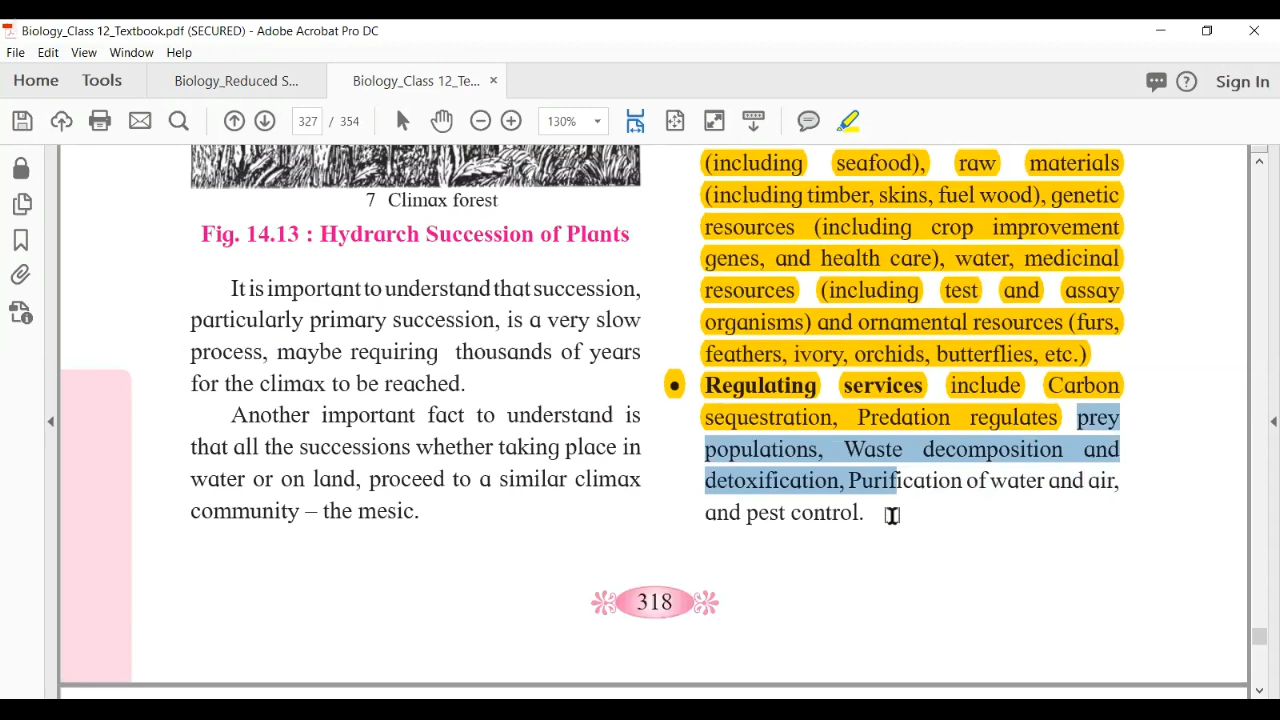 Biology_Class 12_Textbook.pdf (SECURED) - Adobe Acrobat Pro DC
File Edit View Window Help
Home Tools Biology_Reduced S... Biology_Class 12_Te... × Sign In
327 / 354 130%
7 Climax forest
Fig. 14.13 : Hydrarch Succession of Plants
It is important to understand that succession,
particularly primary succession, is a very slow
process, maybe requiring thousands of years
for the climax to be reached.
Another important fact to understand is
that all the successions whether taking place in
water or on land, proceed to a similar climax
community – the mesic.
(including seafood), raw materials
(including timber, skins, fuel wood), genetic
resources (including crop improvement
genes, and health care), water, medicinal
resources (including test and assay
organisms) and ornamental resources (furs,
feathers, ivory, orchids, butterflies, etc.)
• Regulating services include Carbon
sequestration, Predation regulates prey
populations, Waste decomposition and
detoxification, Purification of water and air,
and pest control.
318